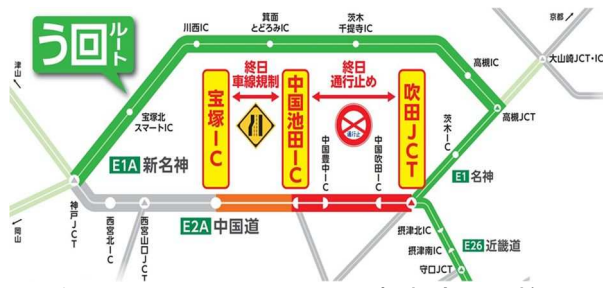 う回
ルート
川西IC
箕面
とどろみIC
茨木
千提寺IC
京都
大山崎JCT・IC
高槻IC
高槻JCT
津山
宝塚北
スマートIC
終日
車線規制
終日
通行止め
通行止
宝塚IC
中国池田IC
吹田JCT
中国豊中IC
中国吹田IC
茨木IC
E1A 新名神
E1 名神
神戸JCT
西宮北IC
西宮山口JCT
E2A 中国道
摂津北IC
摂津南IC
守口JCT
E26 近畿道
岡山